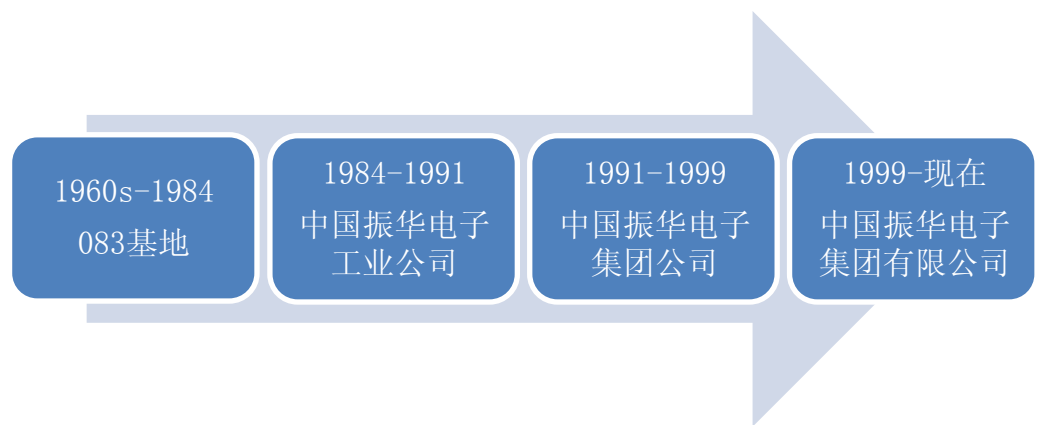 1960s-1984
083基地
1984-1991
中国振华电子
工业公司
1991-1999
中国振华电子
集团公司
1999-现在
中国振华电子
集团有限公司